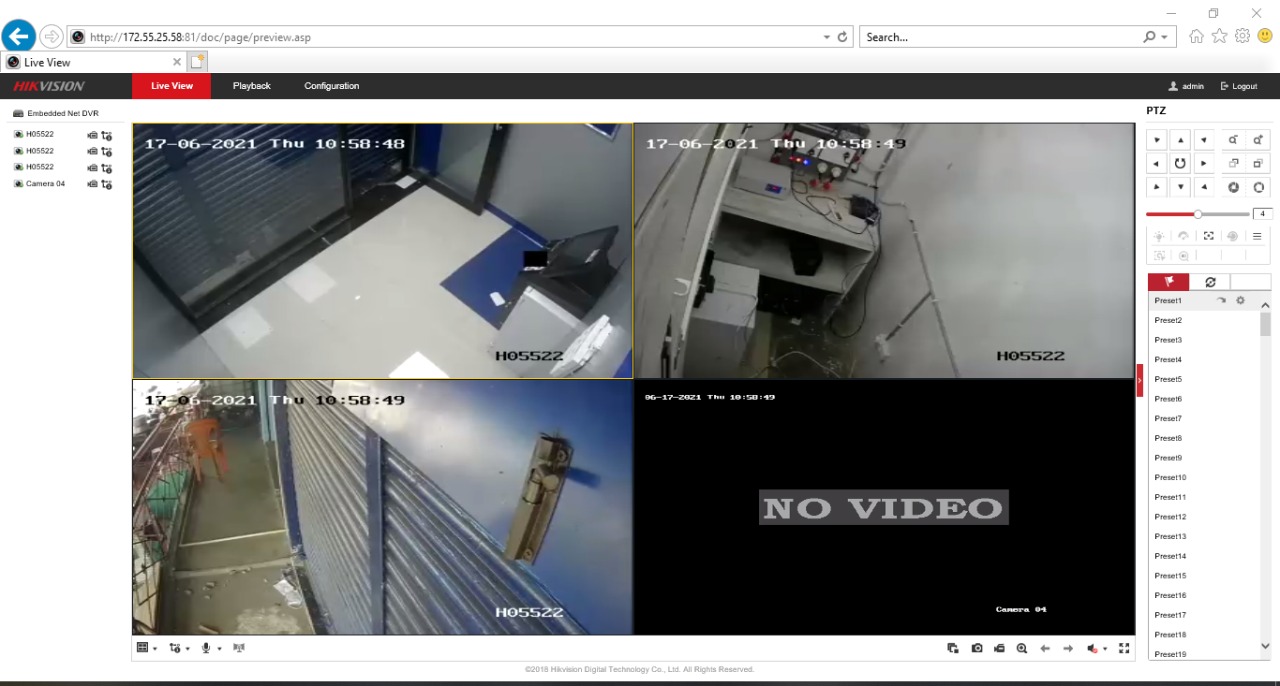 http://172.55.25.58:81/doc/page/preview.asp
Search...
Live View
HIKVISION
Live View
Playback
Configuration
admin
Logout
Embedded Net DVR
H05522
H05522
H05522
Camera 04
17-06-2021 Thu 10:58:48
H05522
17-06-2021 Thu 10:58:49
H05522
17-06-2021 Thu 10:58:49
H05522
06-17-2021 Thu 10:58:49
NO VIDEO
Camera 04
PTZ
4
Preset1
Preset2
Preset3
Preset4
Preset5
Preset6
Preset7
Preset8
Preset9
Preset10
Preset11
Preset12
Preset13
Preset14
Preset15
Preset16
Preset17
Preset18
Preset19
©2018 Hikvision Digital Technology Co., Ltd. All Rights Reserved.